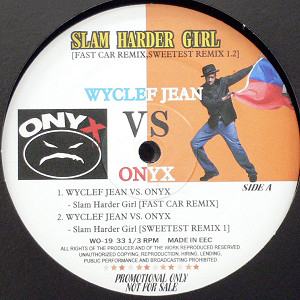 SLAM HARDER GIRL
[FAST CAR REMIX,SWEETEST REMIX 1.2]
WYCLEF JEAN
VS
ONYX
ONYX
1. WYCLEF JEAN VS. ONYX
- Slam Harder Girl [FAST CAR REMIX]
2. WYCLEF JEAN VS. ONYX
- Slam Harder Girl [SWEETEST REMIX 1]
SIDE A
WO-19 33 1/3 RPM MADE IN EEC
ALL RIGHTS OF THE PRODUCER AND OF THE WORK REPRODUCED RESERVED.
UNAUTHORIZED COPYING, REPRODUCTION, HIRING, LENDING,
PUBLIC PERFORMANCE AND BROADCASTING PROHIBITED.
PROMOTIONAL ONLY
NOT FOR SALE